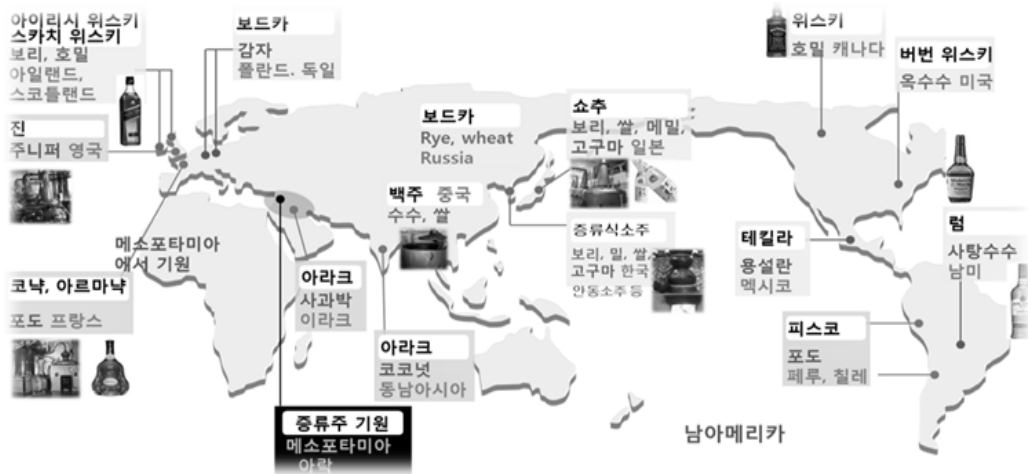 아이리시 위스키
스카치 위스키
보리, 호밀
아일랜드,
스코틀랜드
진
주니퍼 영국
보드카
감자
폴란드. 독일
위스키
호밀 캐나다
버번 위스키
옥수수 미국
보드카
Rye, wheat
Russia
쇼추
보리, 쌀, 메밀,
고구마 일본
백주 중국
수수, 쌀
증류식소주
보리, 밀, 쌀,
고구마 한국
안동소주 등
메소포타미아
에서 기원
코냑, 아르마냑
포도 프랑스
아라크
사과박
이라크
아라크
코코넛
동남아시아
증류주 기원
메소포타미아
아락
테킬라
용설란
멕시코
럼
사탕수수
남미
피스코
포도
페루, 칠레
남아메리카